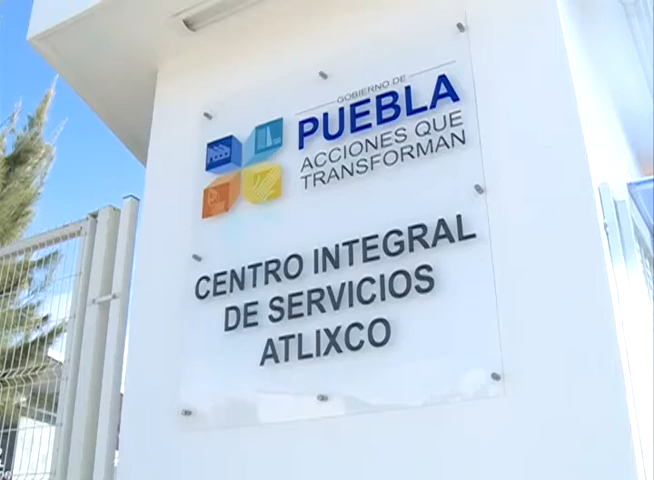 GOBIERNO DE
PUEBLA
ACCIONES QUE
TRANSFORMAN
CENTRO INTEGRAL
DE SERVICIOS
ATLIXCO